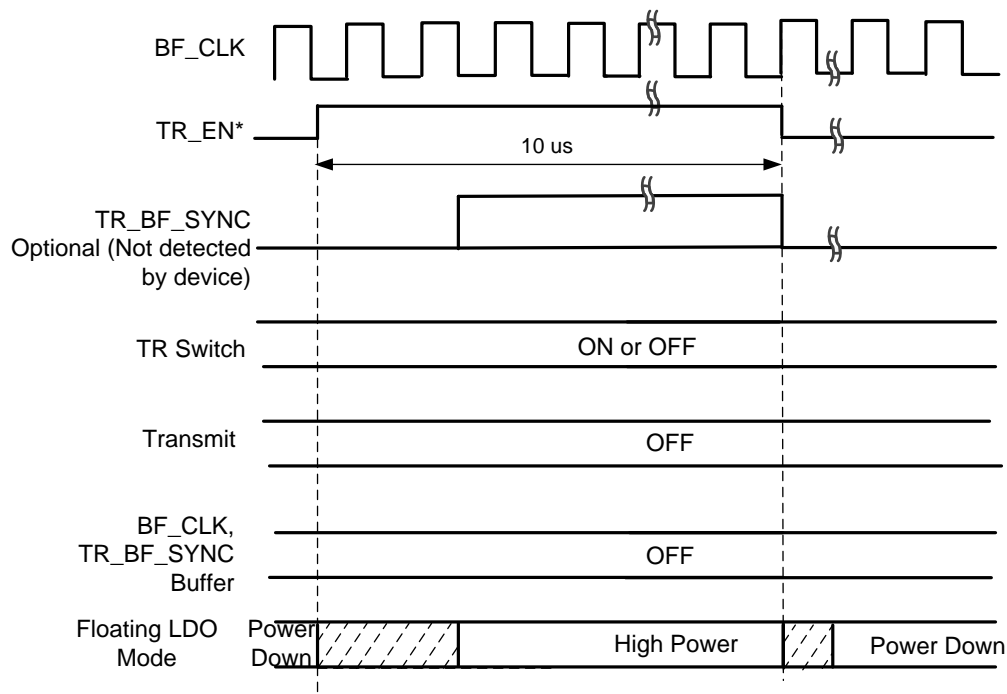 BF_CLK
TR_EN*
10 us
TR_BF_SYNC
Optional (Not detected
by device)
TR Switch
ON or OFF
Transmit
OFF
BF_CLK,
TR_BF_SYNC
Buffer
OFF
Floating LDO
Mode
Power
Down
High Power
Power Down